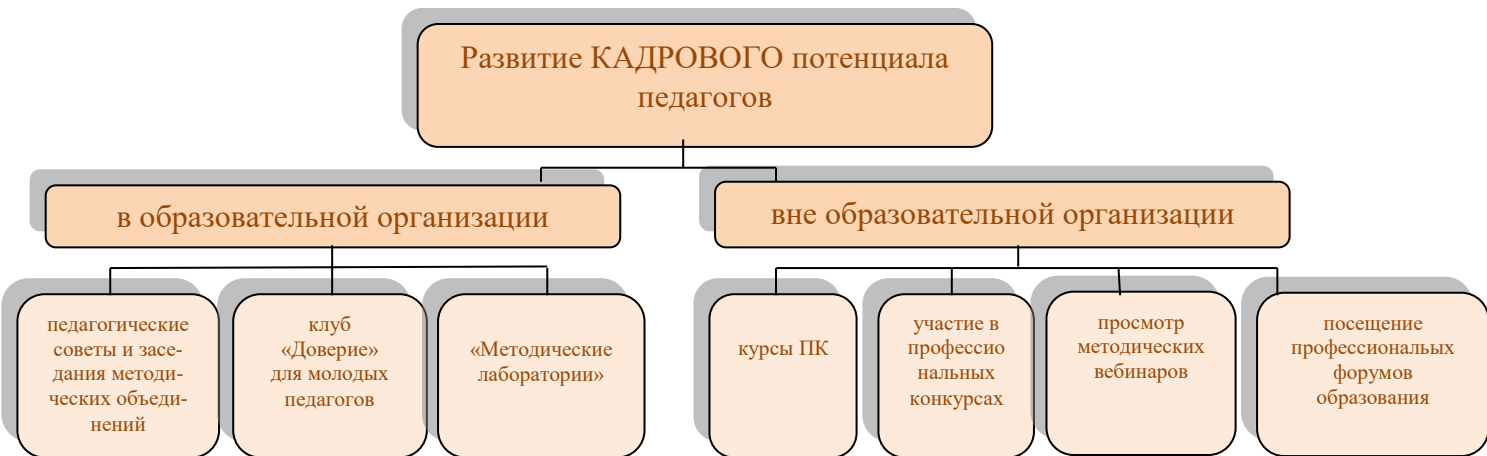 Развитие КАДРОВОГО потенциала
педагогов
в образовательной организации
вне образовательной организации
педагогические
советы и засе-
дания методи-
ческих объеди-
нений
клуб
«Доверие»
для молодых
педагогов
«Методические
лаборатории»
курсы ПК
участие в
профессио
нальных
конкурсах
просмотр
методических
вебинаров
посещение
профессиональых
форумов
образования